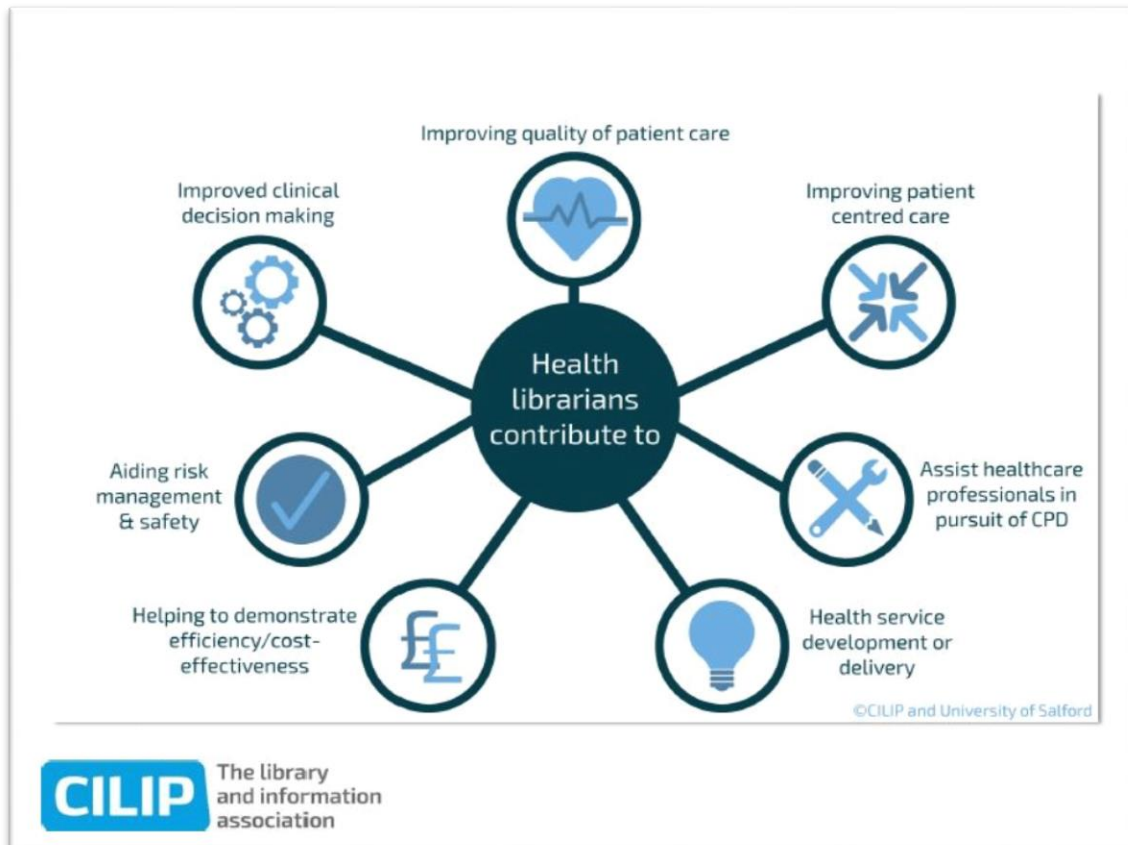 Improving quality of patient care
Improved clinical
decision making
Improving patient
centred care
Health
librarians
contribute to
Aiding risk
management
& safety
Assist healthcare
professionals in
pursuit of CPD
Helping to demonstrate
efficiency/cost-
effectiveness
££
Health service
development or
delivery
©CILIP and University of Salford
CILIP
The library
and information
association